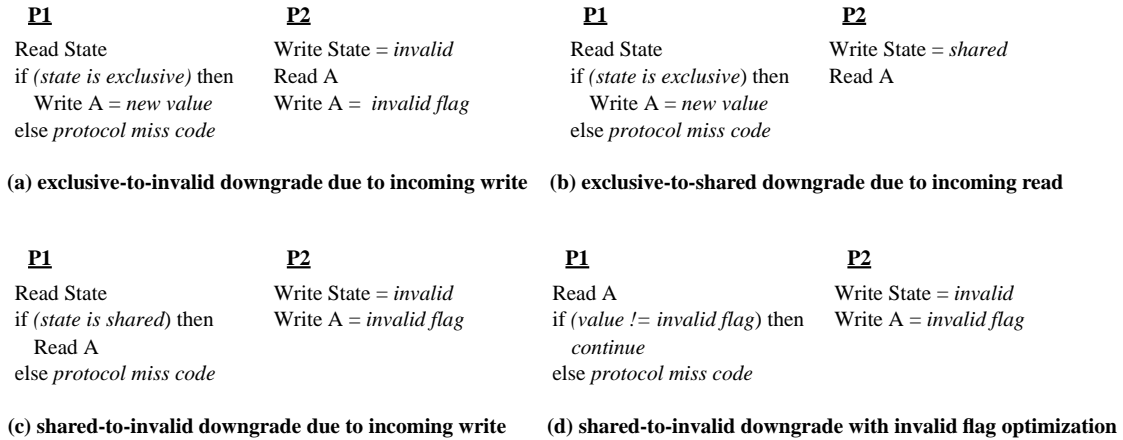 P1
Read State
if (state is exclusive) then
Write A = new value
else protocol miss code
P2
Write State = invalid
Read A
Write A = invalid flag
(a) exclusive-to-invalid downgrade due to incoming write
P1
Read State
if (state is exclusive) then
Write A = new value
else protocol miss code
P2
Write State = shared
Read A
(b) exclusive-to-shared downgrade due to incoming read
P1
Read State
if (state is shared) then
Read A
else protocol miss code
P2
Write State = invalid
Write A = invalid flag
(c) shared-to-invalid downgrade due to incoming write
P1
Read A
if (value != invalid flag) then
continue
else protocol miss code
P2
Write State = invalid
Write A = invalid flag
(d) shared-to-invalid downgrade with invalid flag optimization